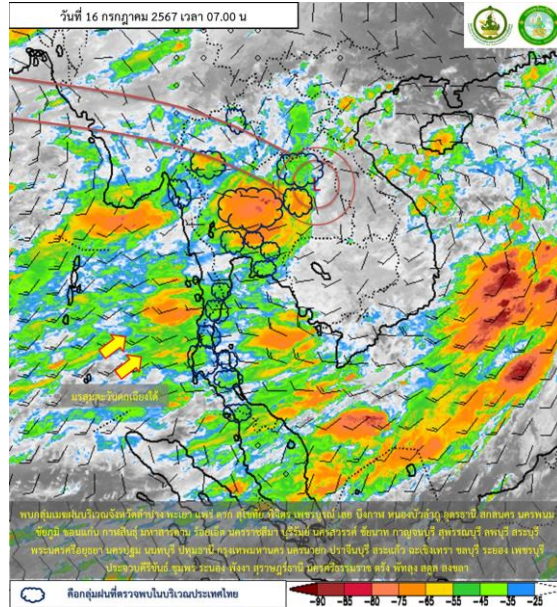 วันที่ 16 กรกฎาคม 2567 เวลา 07.00 น
L
มรสุมตะวันตกเฉียงใต้
พบกลุ่มเมฆฝนบริเวณจังหวัดลำปาง พะเยา แพร่ ตาก สุโขทัย พิจิตร เพชรบูรณ์ เลย บึงกาฬ หนองบัวลำภู อุดรธานี สกลนคร นครพนม
ชัยภูมิ ขอนแก่น กาฬสินธุ์ มหาสารคาม ร้อยเอ็ด นครราชสีมา บุรีรัมย์ นครสวรรค์ ชัยนาท กาญจนบุรี สุพรรณบุรี ลพบุรี สระบุรี
พระนครศรีอยุธยา นครปฐม นนทบุรี ปทุมธานี กรุงเทพมหานคร นครนายก ปราจีนบุรี สระแก้ว ฉะเชิงเทรา ชลบุรี ระยอง เพชรบุรี
ประจวบคีรีขันธ์ ชุมพร ระนอง พังงา สุราษฎร์ธานี นครศรีธรรมราช ตรัง พัทลุง สตูล สงขลา
คือกลุ่มฝนที่ตรวจพบในบริเวณประเทศไทย
-90 -85 -65 -55 -45 -35 -25